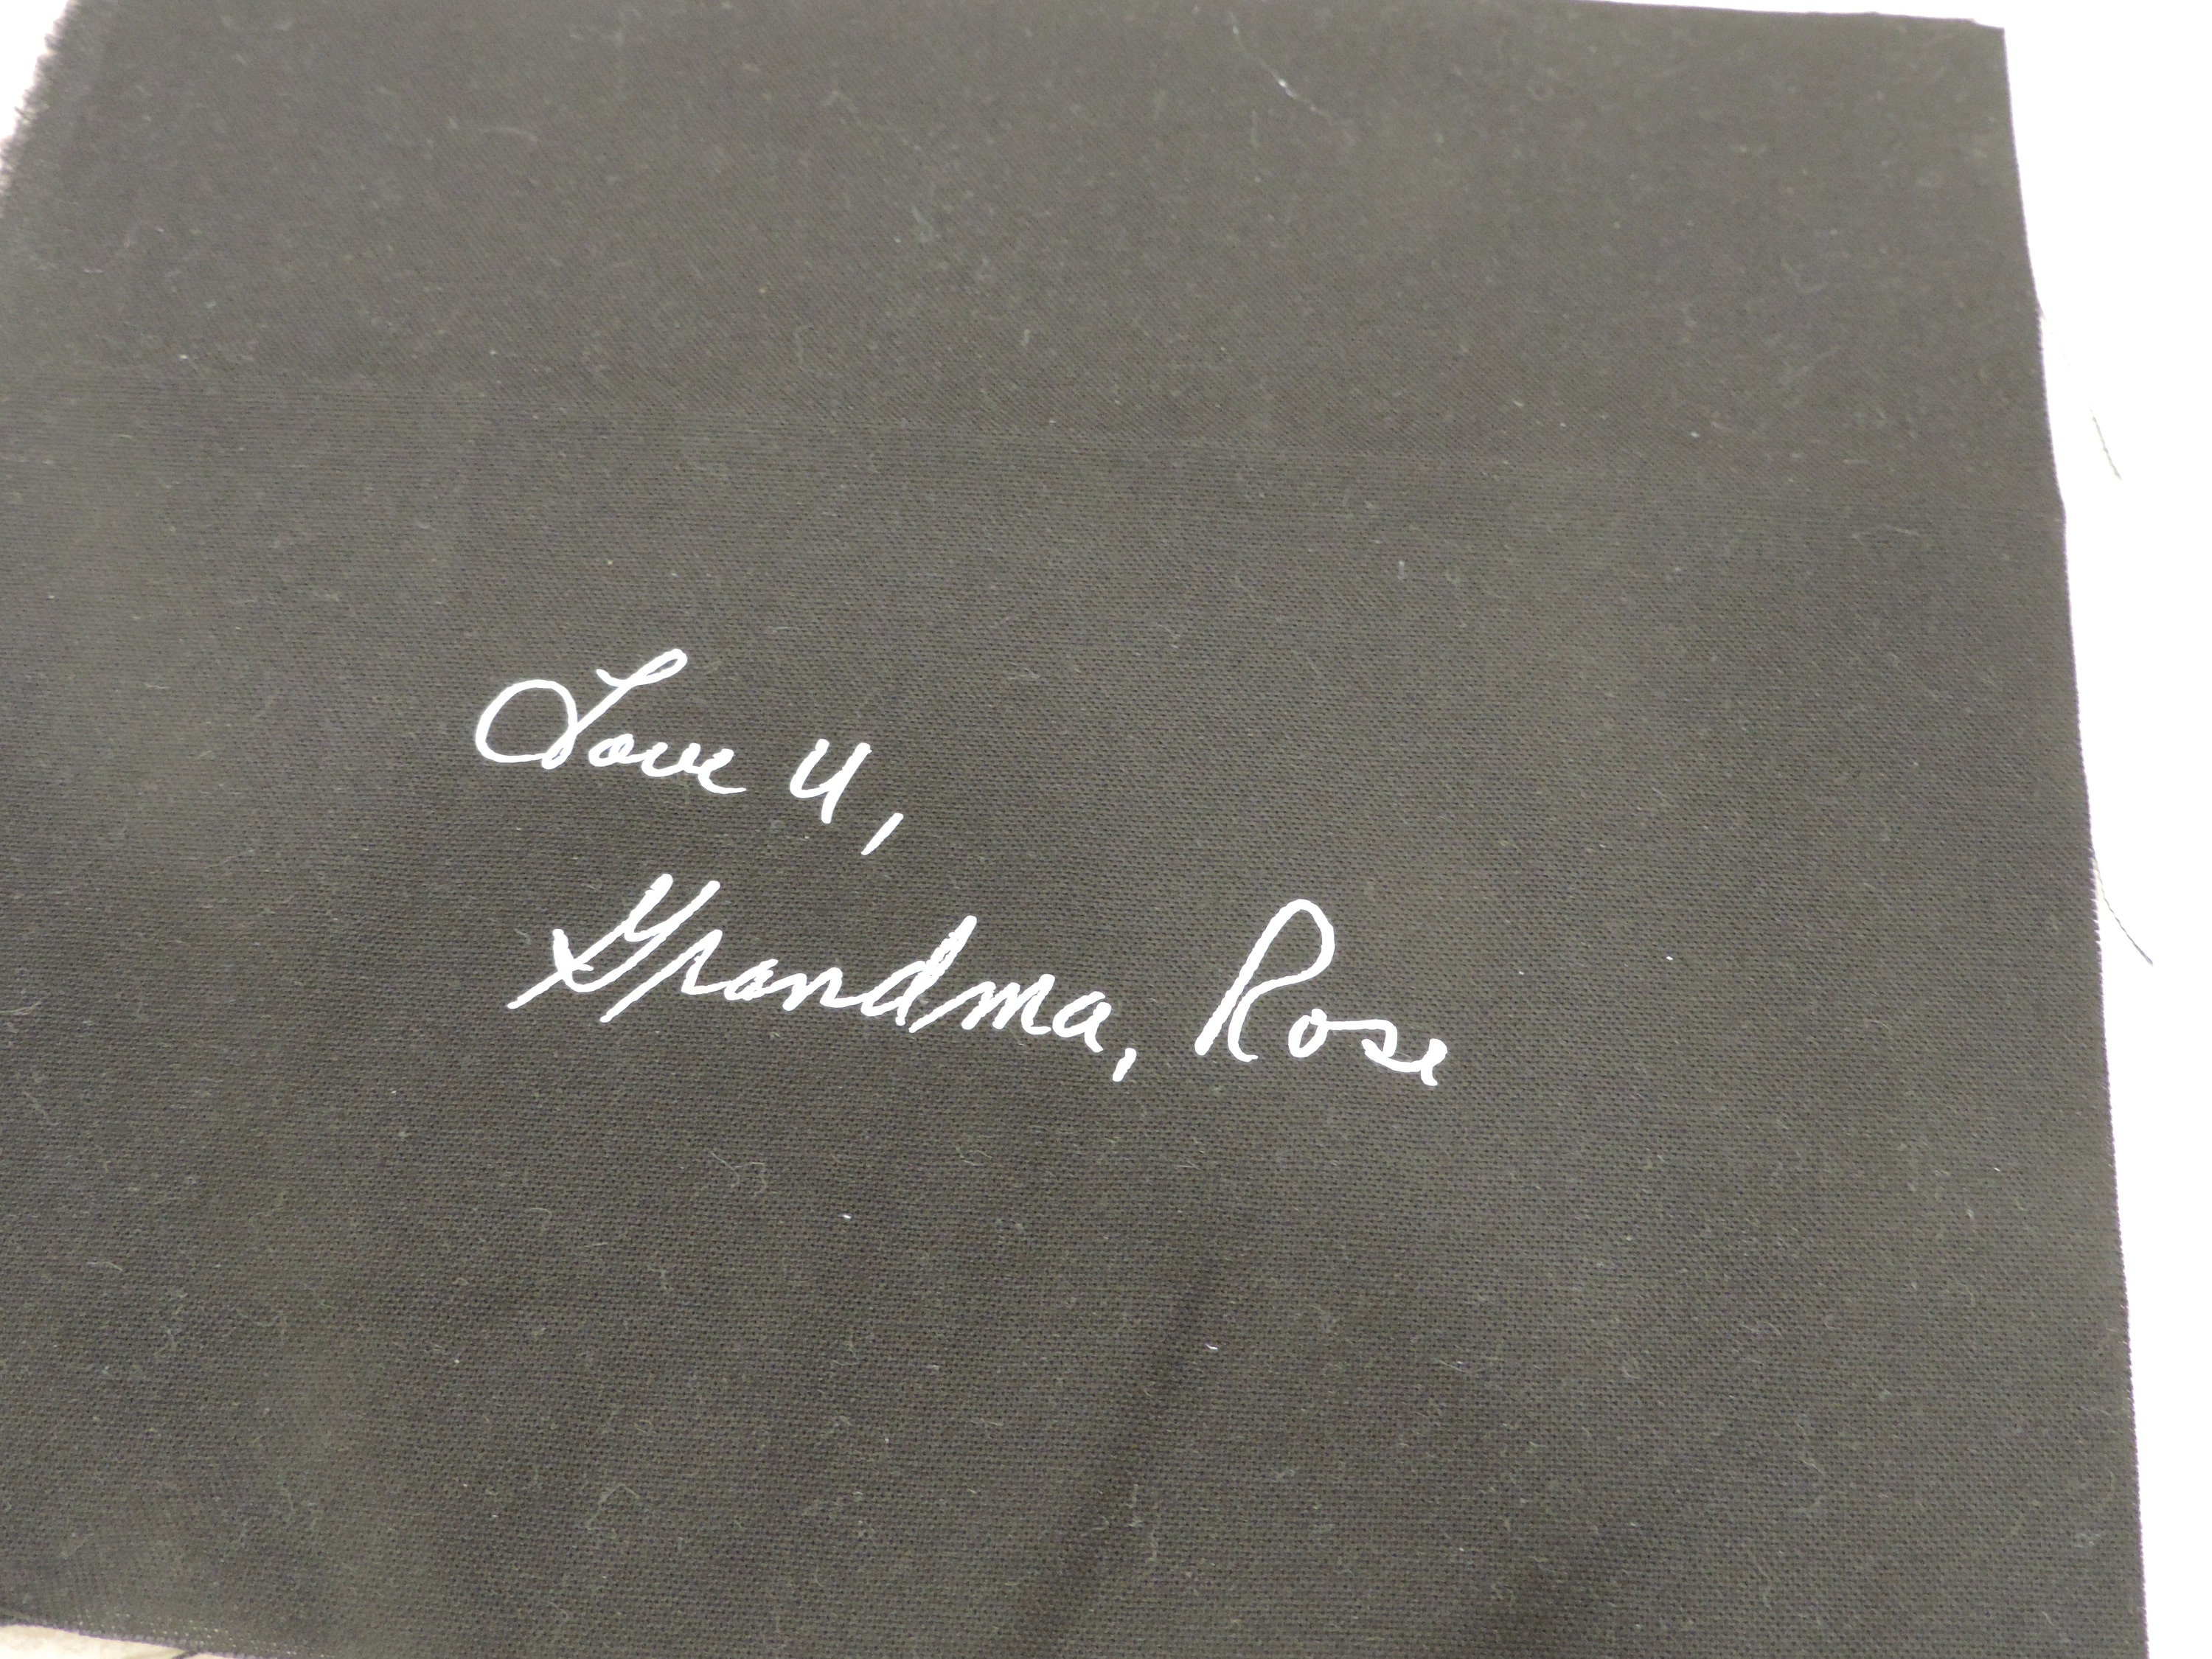 Love U,
Grandma, Rose